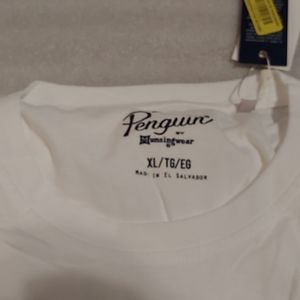 Penguin
BY
Munsingwear
XL/TG/EG
MADE IN EL SALVADOR